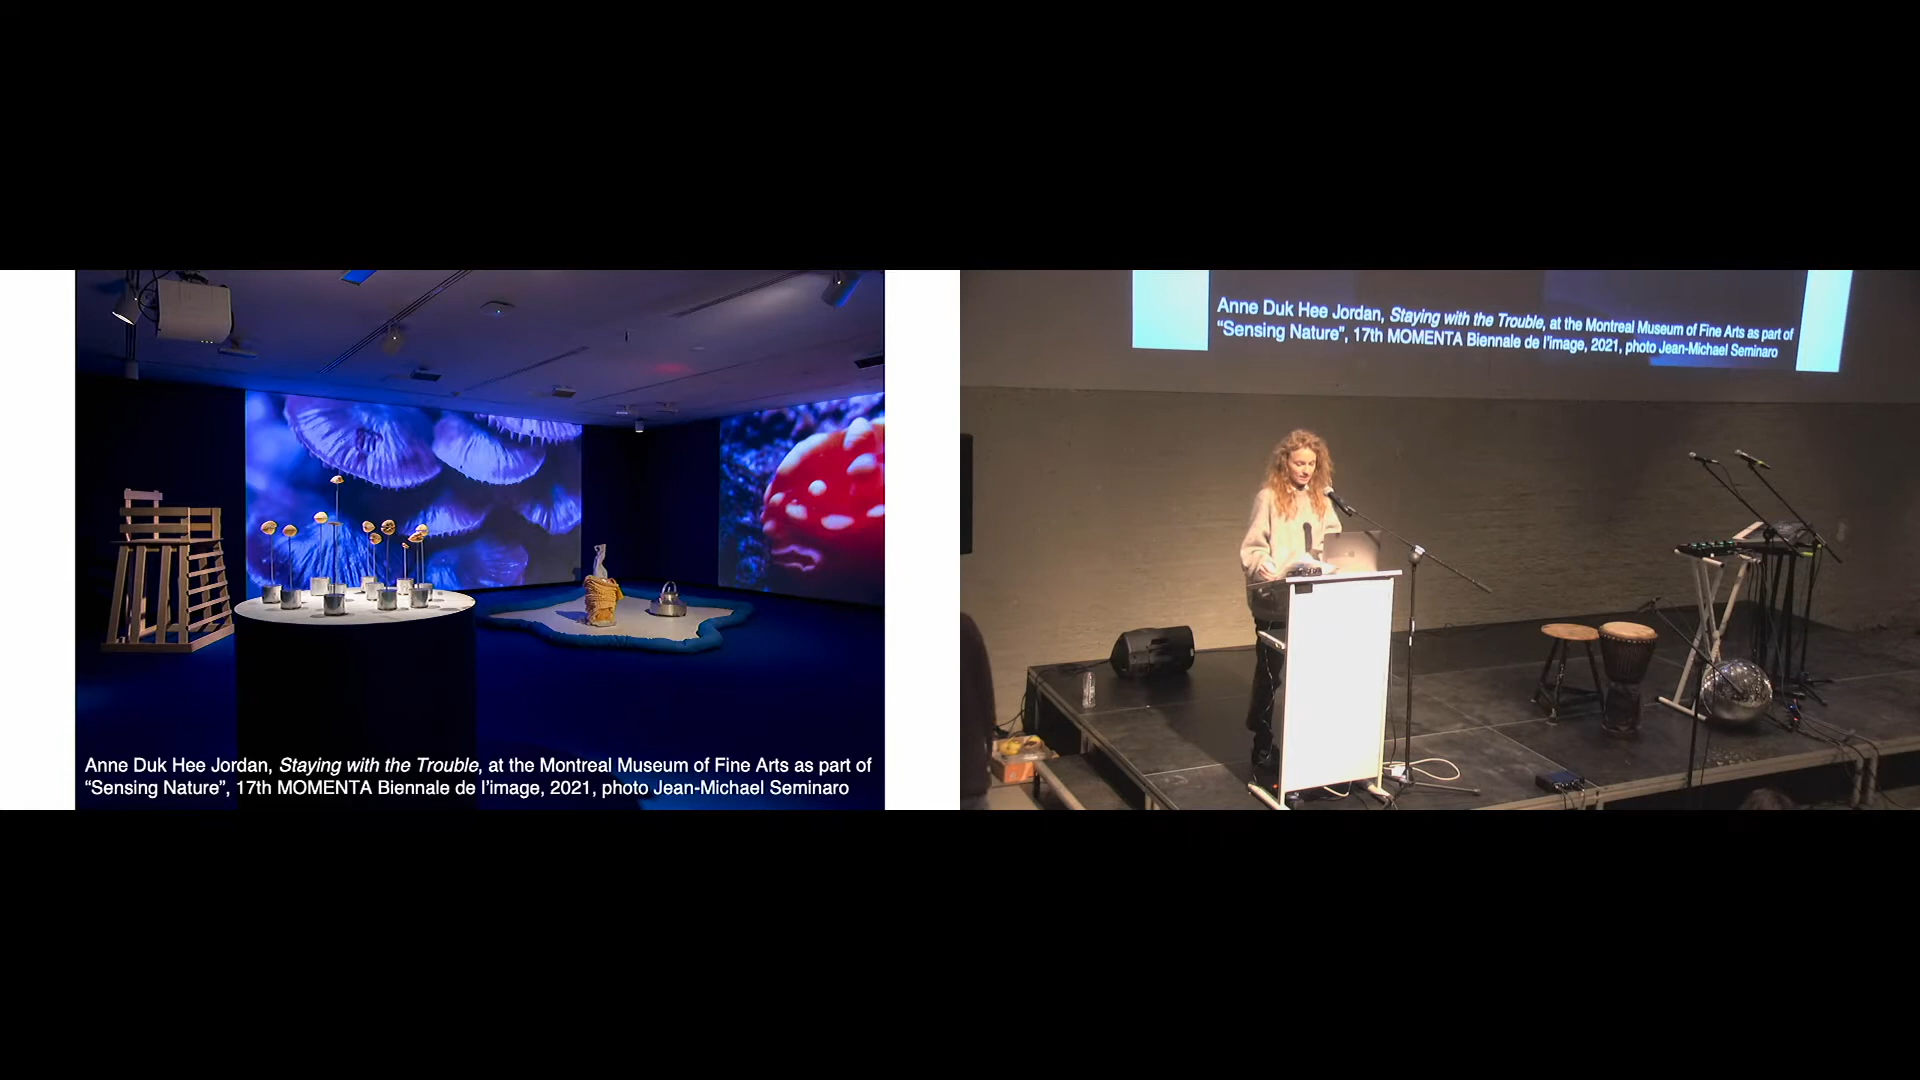 Anne Duk Hee Jordan, Staying with the Trouble, at the Montreal Museum of Fine Arts as part of
“Sensing Nature”, 17th MOMENTA Biennale de l’image, 2021, photo Jean-Michael Seminaro
Anne Duk Hee Jordan, Staying with the Trouble, at the Montreal Museum of Fine Arts as part of
“Sensing Nature”, 17th MOMENTA Biennale de l’image, 2021, photo Jean-Michael Seminaro